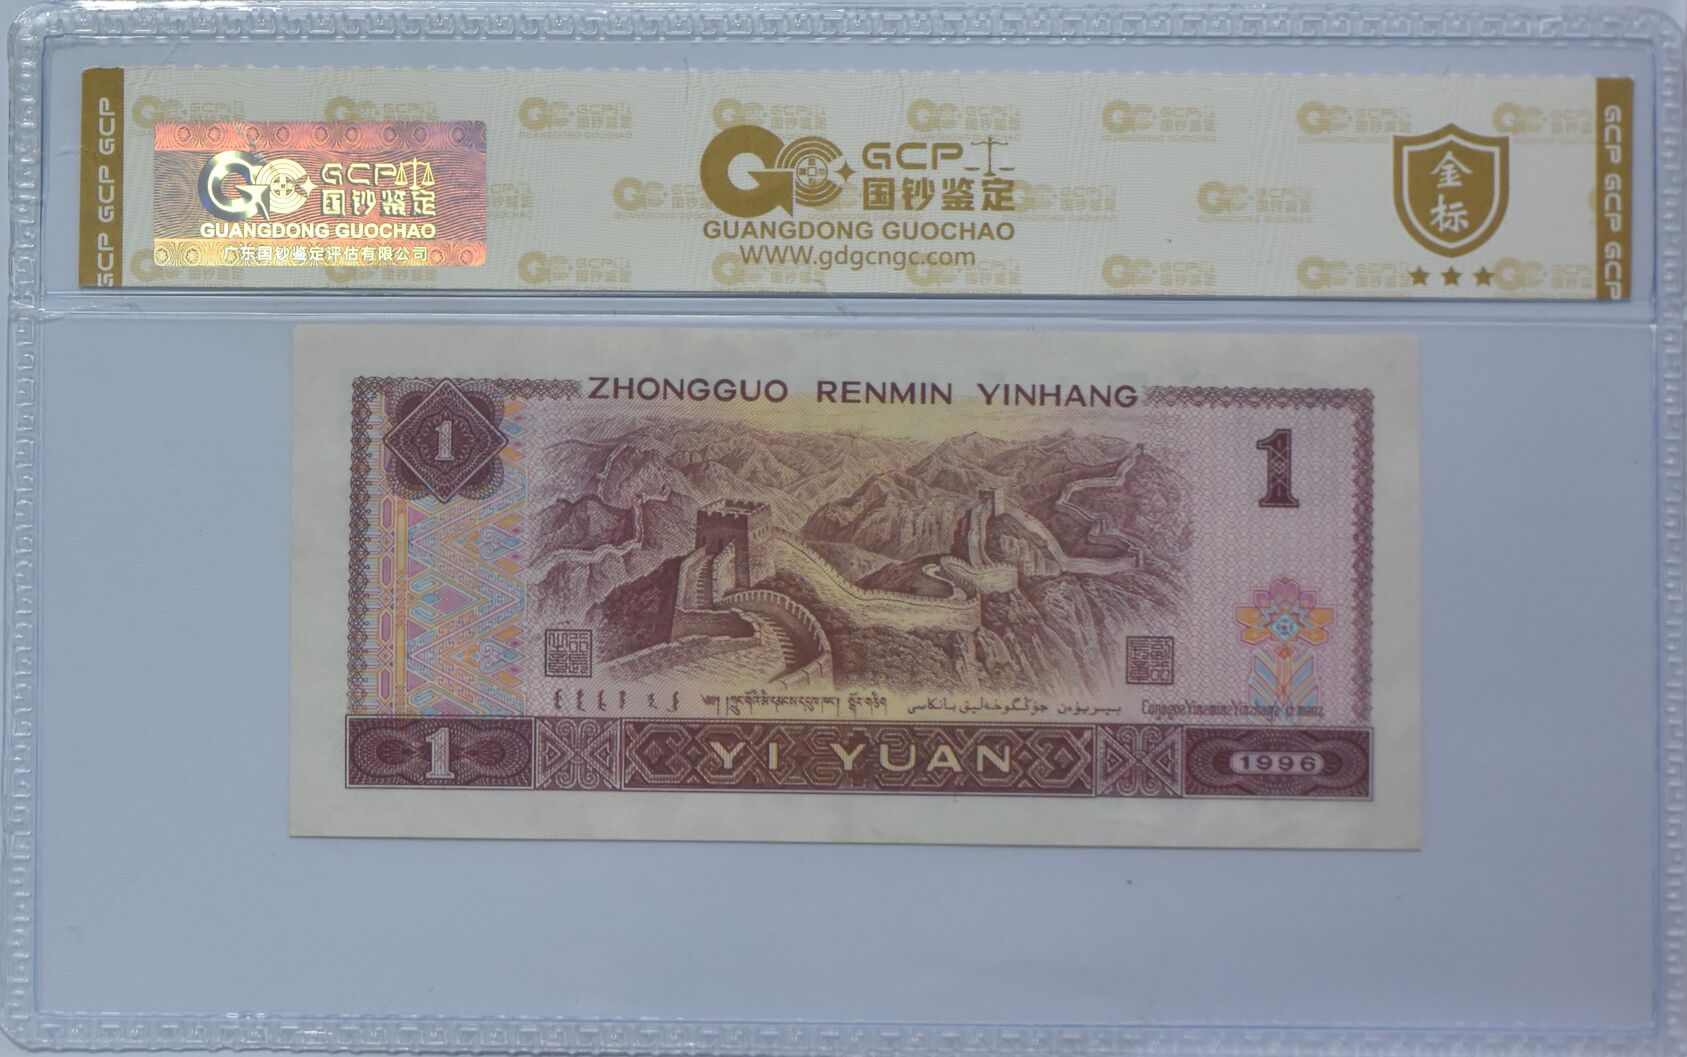 GCP GCP GCP
GCP 国钞鉴定
GUANGDONG GUOCHAO
广东国钞鉴定评估有限公司
GCP
国钞鉴定
GUANGDONG GUOCHAO
WWW.gdgcngc.com
金标
GCP GCP GCP
ZHONGGUO RENMIN YINHANG
1
1
1
YI YUAN
1996